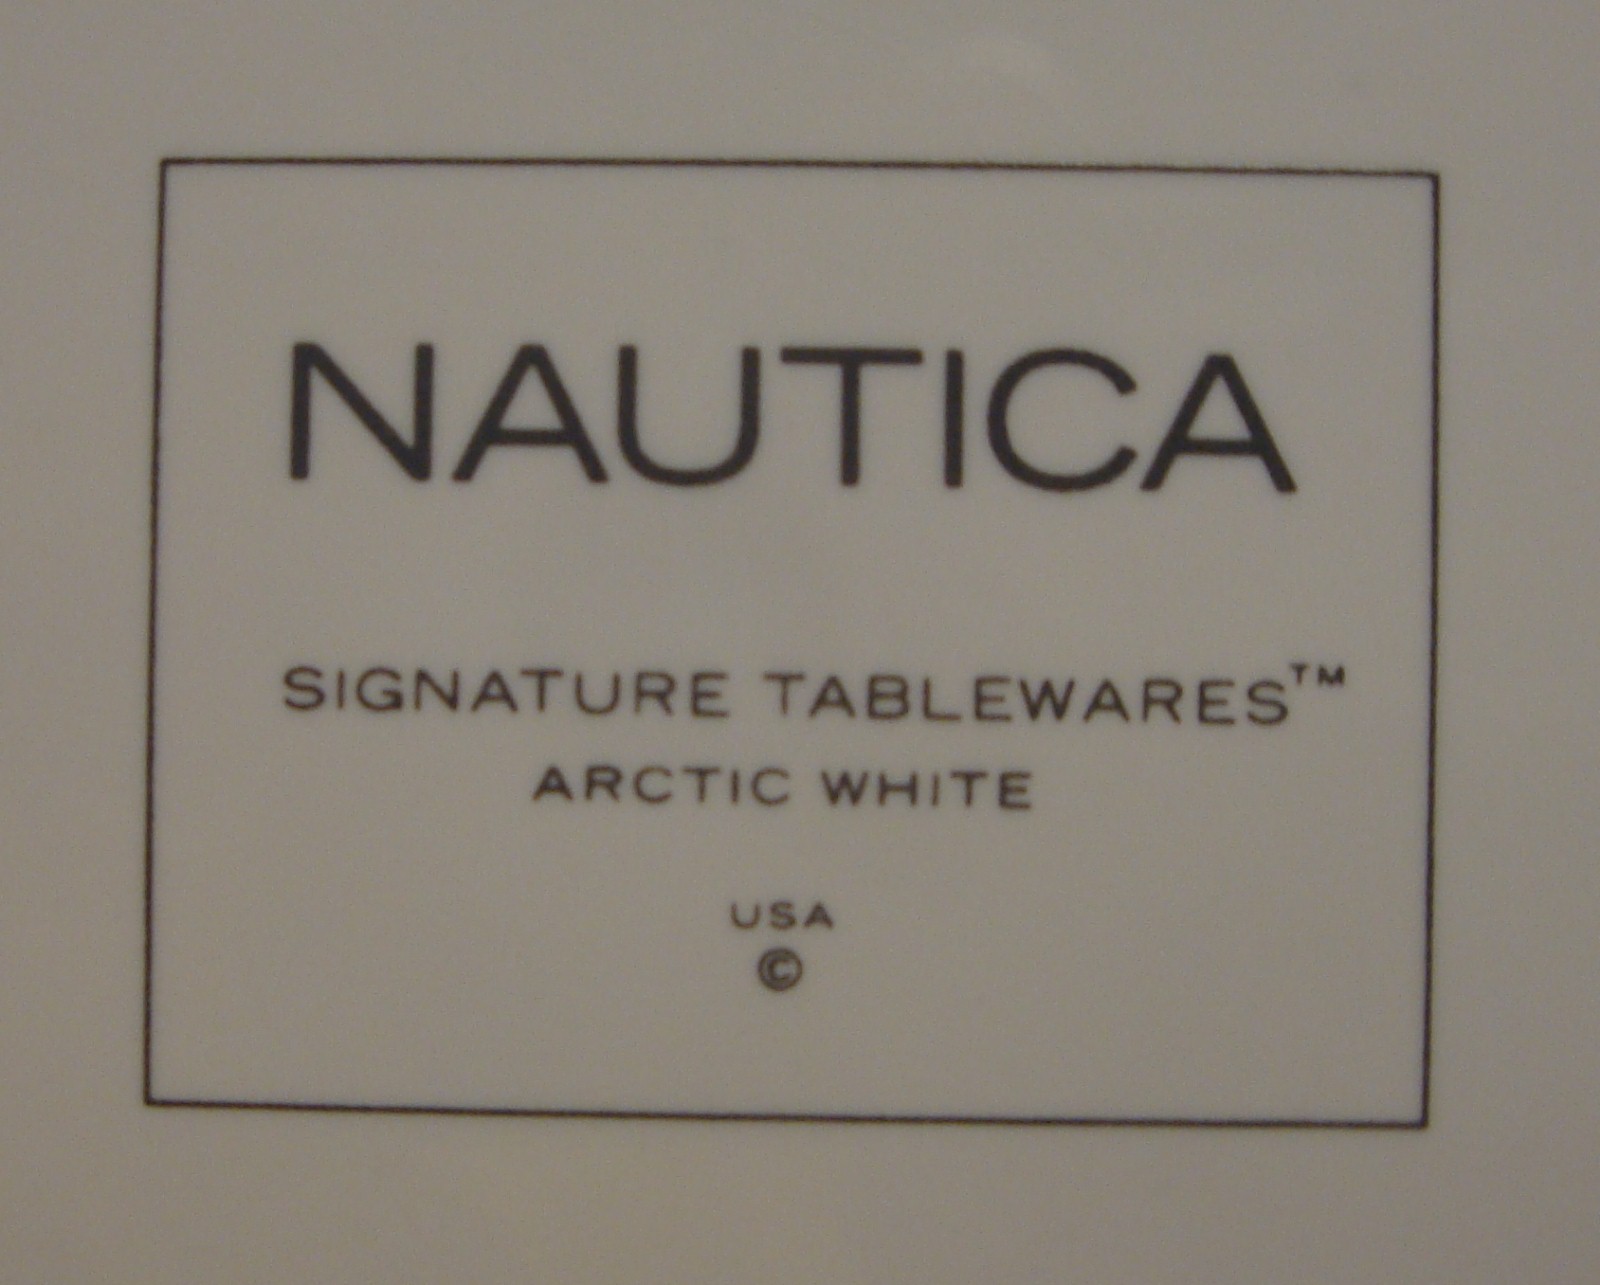 NAUTICA
SIGNATURE TABLEWARES™
ARCTIC WHITE
USA
©